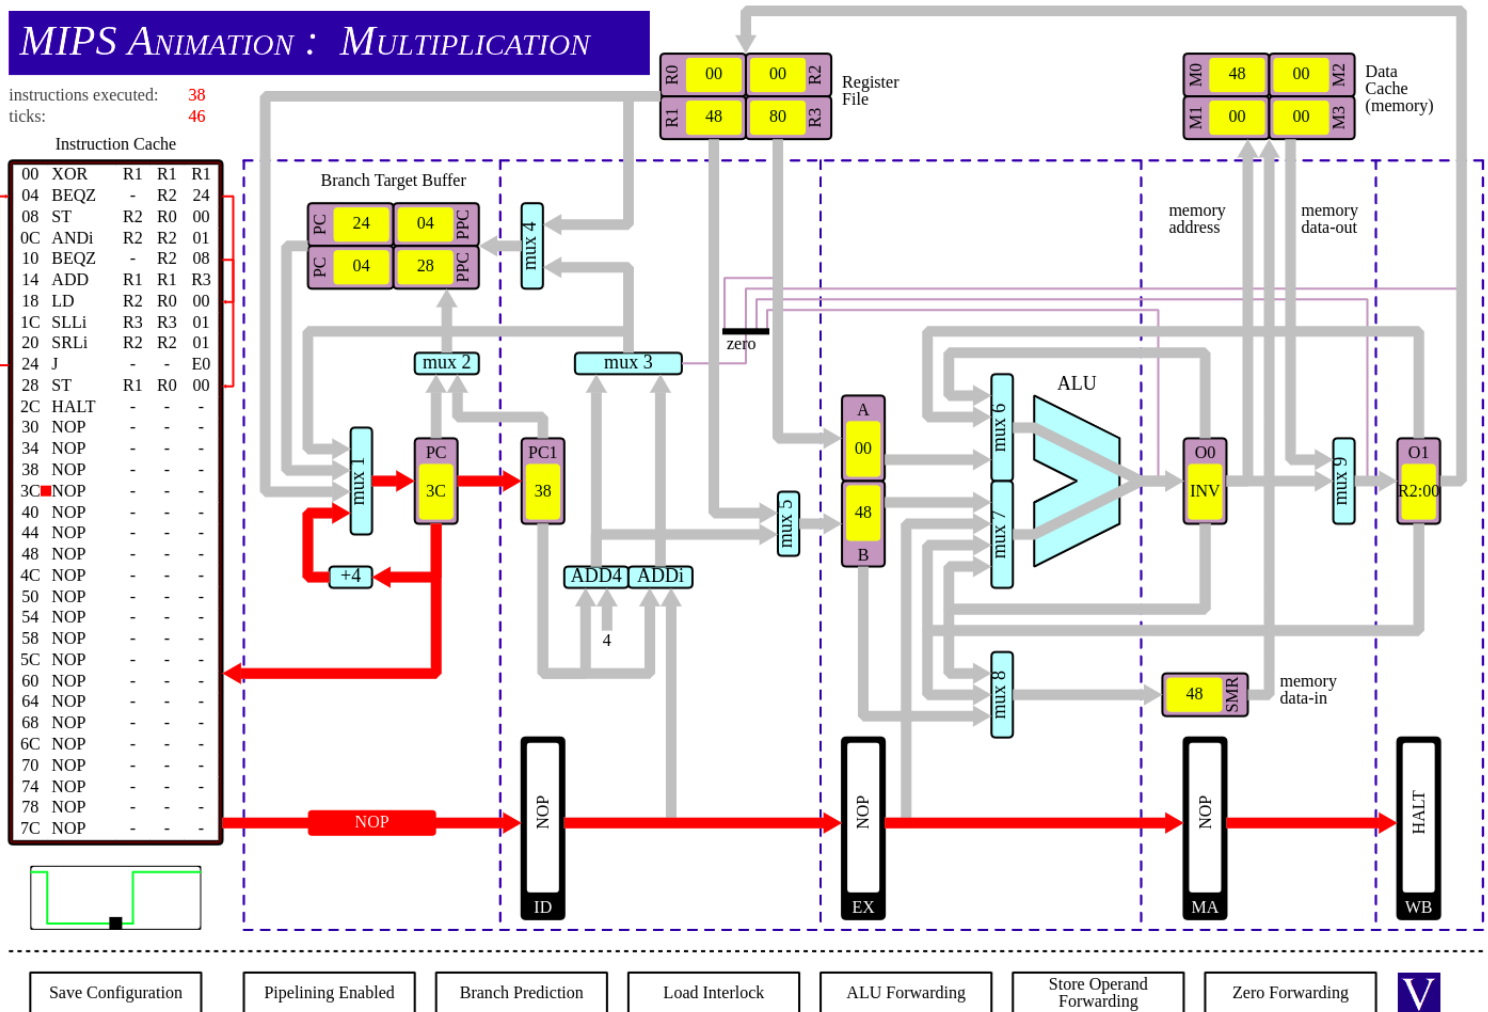 MIPS ANIMATION : MULTIPLICATION
instructions executed: 38
ticks: 46
Instruction Cache
00 XOR R1 R1 R1
04 BEQZ - R2 24
08 ST R2 R0 00
0C ANDi R2 R2 01
10 BEQZ - R2 08
14 ADD R1 R1 R3
18 LD R2 R0 00
1C SLLi R3 R3 01
20 SRLi R2 R2 01
24 J - - E0
28 ST R1 R0 00
2C HALT - - -
30 NOP - - -
34 NOP - - -
38 NOP - - -
3C NOP - - -
40 NOP - - -
44 NOP - - -
48 NOP - - -
4C NOP - - -
50 NOP - - -
54 NOP - - -
58 NOP - - -
5C NOP - - -
60 NOP - - -
64 NOP - - -
68 NOP - - -
6C NOP - - -
70 NOP - - -
74 NOP - - -
78 NOP - - -
7C NOP - - -
R0 00 00 R2
R1 48 80 R3
Register
File
M0 48 00 M2
M1 00 00 M3
Data
Cache
(memory)
Branch Target Buffer
PC 24 04 PPC
PC 04 28 PPC
mux 4
memory
address
memory
data-out
zero
mux 2
mux 3
ALU
mux 1
PC
3C
PC1
38
mux 5
A
00
48
B
mux 6
mux 7
O0
INV
mux 9
O1
R2:00
+4
ADD4
ADDi
4
mux 8
48 SMR
memory
data-in
NOP
NOP
ID
NOP
EX
NOP
MA
HALT
WB
Save Configuration
Pipelining Enabled
Branch Prediction
Load Interlock
ALU Forwarding
Store Operand
Forwarding
Zero Forwarding
V